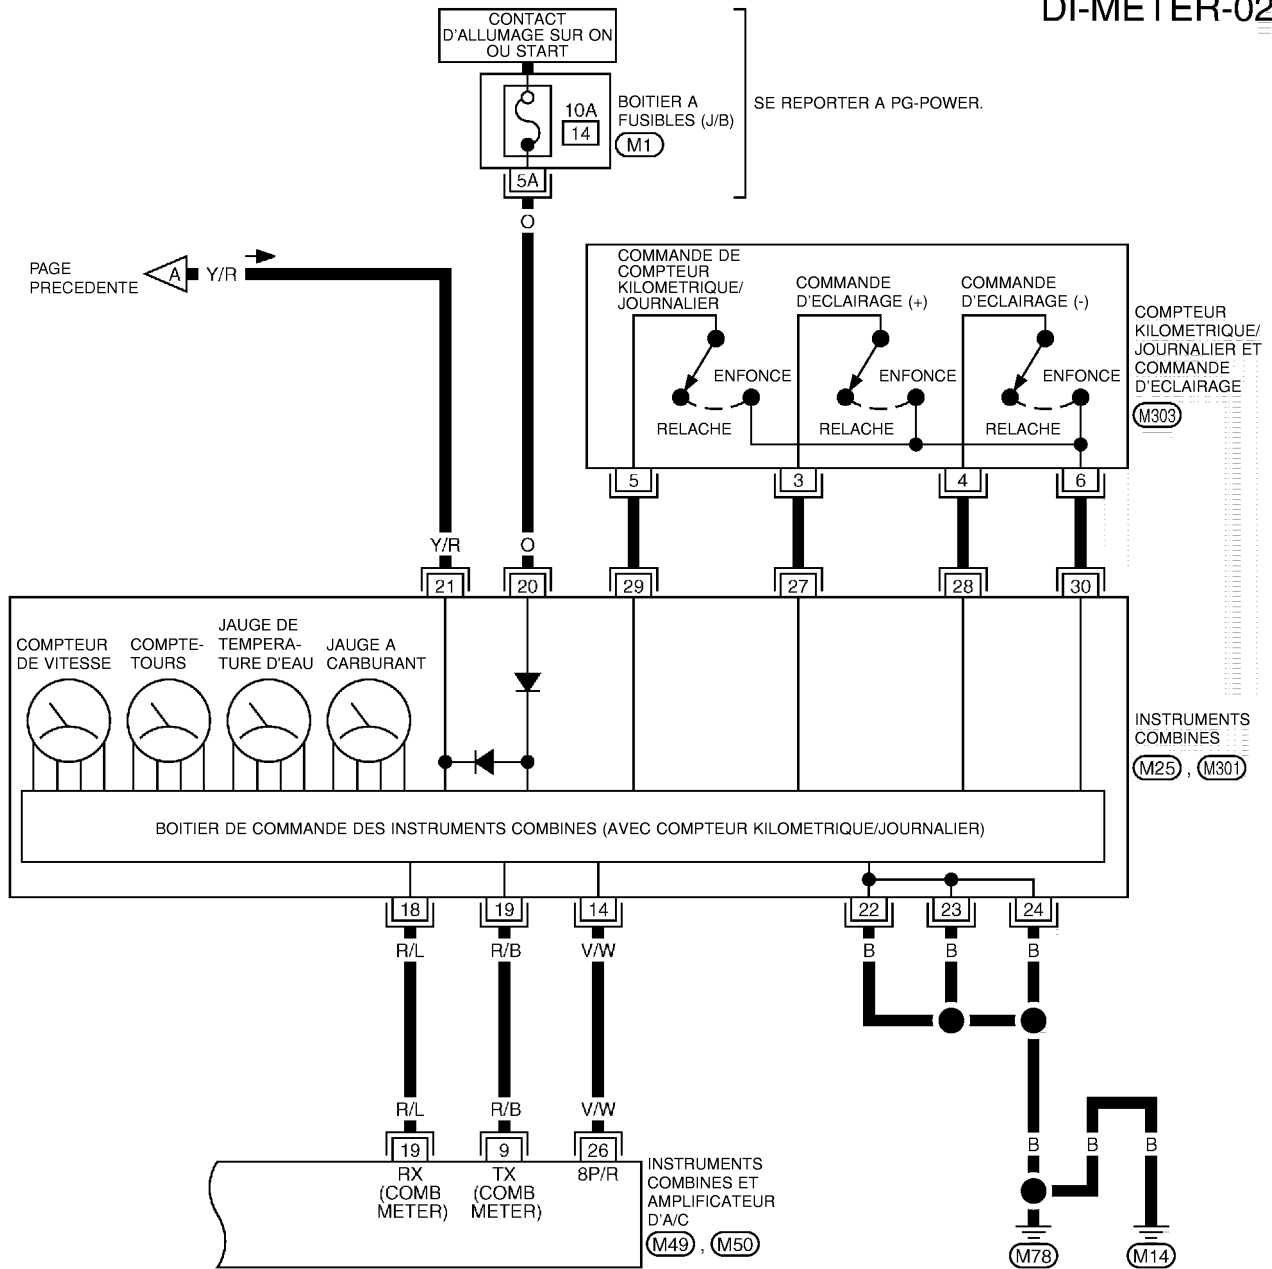 DI-METER-02
CONTACT
D'ALLUMAGE SUR ON
OU START
10A
14
BOITIER A
FUSIBLES (J/B)
M1
SE REPORTER A PG-POWER.
5A
O
PAGE
PRECEDENTE
A
Y/R
COMMANDE DE
COMPTEUR
KILOMETRIQUE/
JOURNALIER
COMMANDE
D'ECLAIRAGE (+)
COMMANDE
D'ECLAIRAGE (-)
ENFONCE
ENFONCE
ENFONCE
RELACHE
RELACHE
RELACHE
COMPTEUR
KILOMETRIQUE/
JOURNALIER ET
COMMANDE
D'ECLAIRAGE
M303
5
3
4
6
Y/R
O
21
20
29
27
28
30
COMPTEUR
DE VITESSE
COMPTE-
TOURS
JAUGE DE
TEMPERA-
TURE D'EAU
JAUGE A
CARBURANT
INSTRUMENTS
COMBINES
M25 , M301
BOITIER DE COMMANDE DES INSTRUMENTS COMBINES (AVEC COMPTEUR KILOMETRIQUE/JOURNALIER)
18
19
14
22
23
24
R/L
R/B
V/W
B
B
B
R/L
R/B
V/W
B
B
B
19
9
26
RX
(COMB
METER)
TX
(COMB
METER)
8P/R
INSTRUMENTS
COMBINES ET
AMPLIFICATEUR
D'A/C
M49 , M50
M78
M14